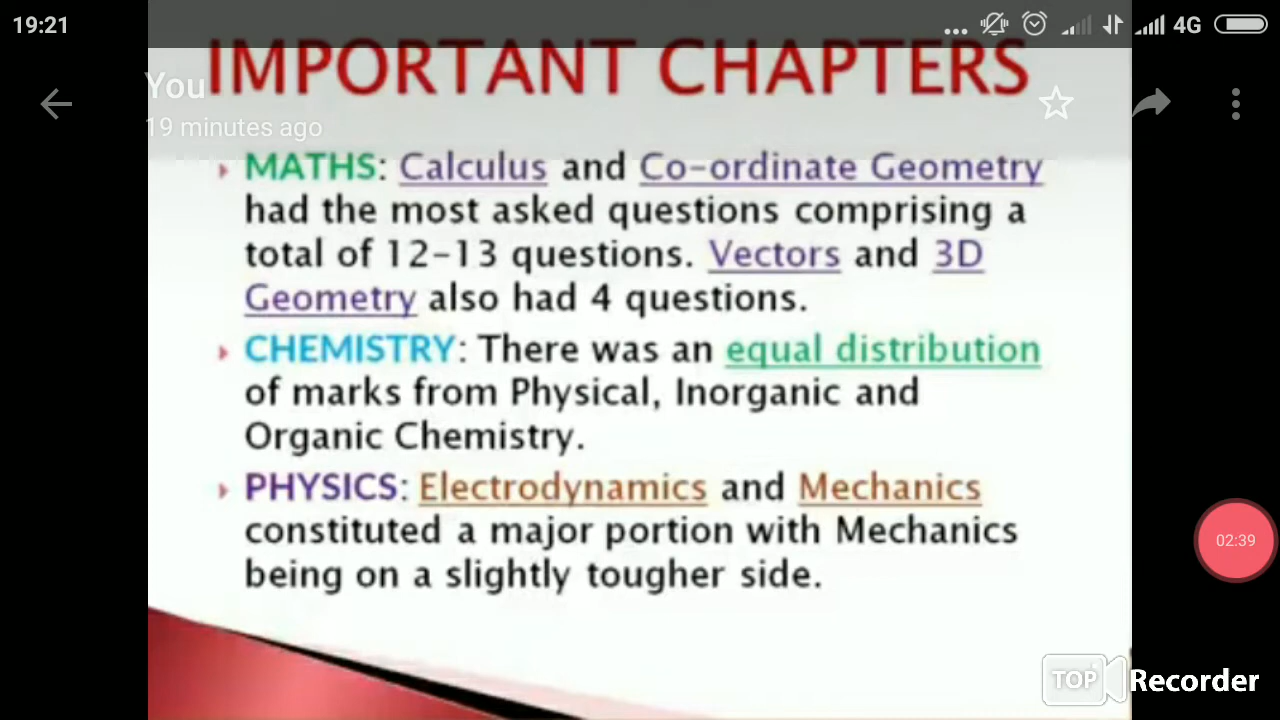 19:21
4G
IMPORTANT CHAPTERS
You
19 minutes ago
MATHS: Calculus and Co-ordinate Geometry
had the most asked questions comprising a
total of 12-13 questions. Vectors and 3D
Geometry also had 4 questions.
CHEMISTRY: There was an equal distribution
of marks from Physical, Inorganic and
Organic Chemistry.
PHYSICS: Electrodynamics and Mechanics
constituted a major portion with Mechanics
being on a slightly tougher side.
02:39
TOP Recorder